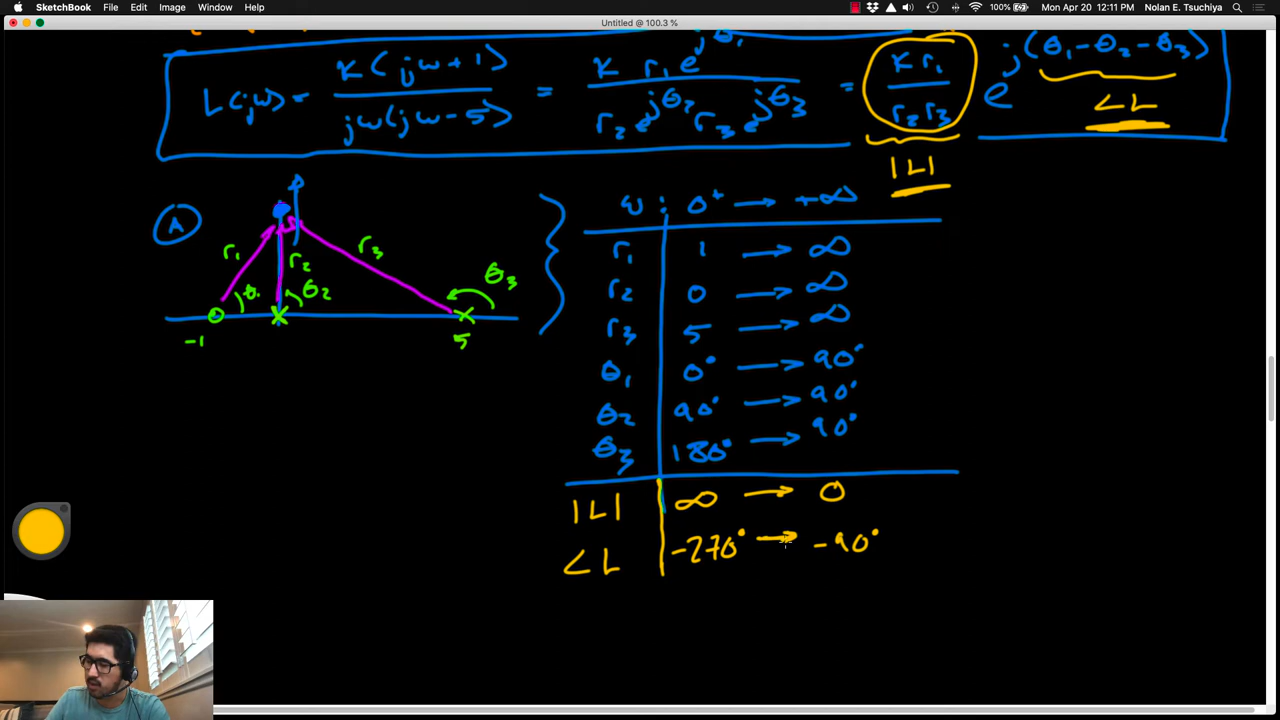 SketchBook File Edit Image Window Help 100% Mon Apr 20 12:11 PM Nolan E. Tsuchiya
Untitled @ 100.3 %
L(jω) = K(jω+1) / jω(jω-5) = K r₁ e^jθ₁ / r₂ e^jθ₂ r₃ e^jθ₃ = K r₁ / r₂ r₃ e^j(θ₁-θ₂-θ₃)
|L|
<L
A
r₁ r₂ r₃
θ₁ θ₂ θ₃
-1 5
ω : 0⁺ → +∞
r₁ 1 → ∞
r₂ 0 → ∞
r₃ 5 → ∞
θ₁ 0° → 90°
θ₂ 90° → 90°
θ₃ 180° → 90°
|L| ∞ → 0
<L -270° → -90°